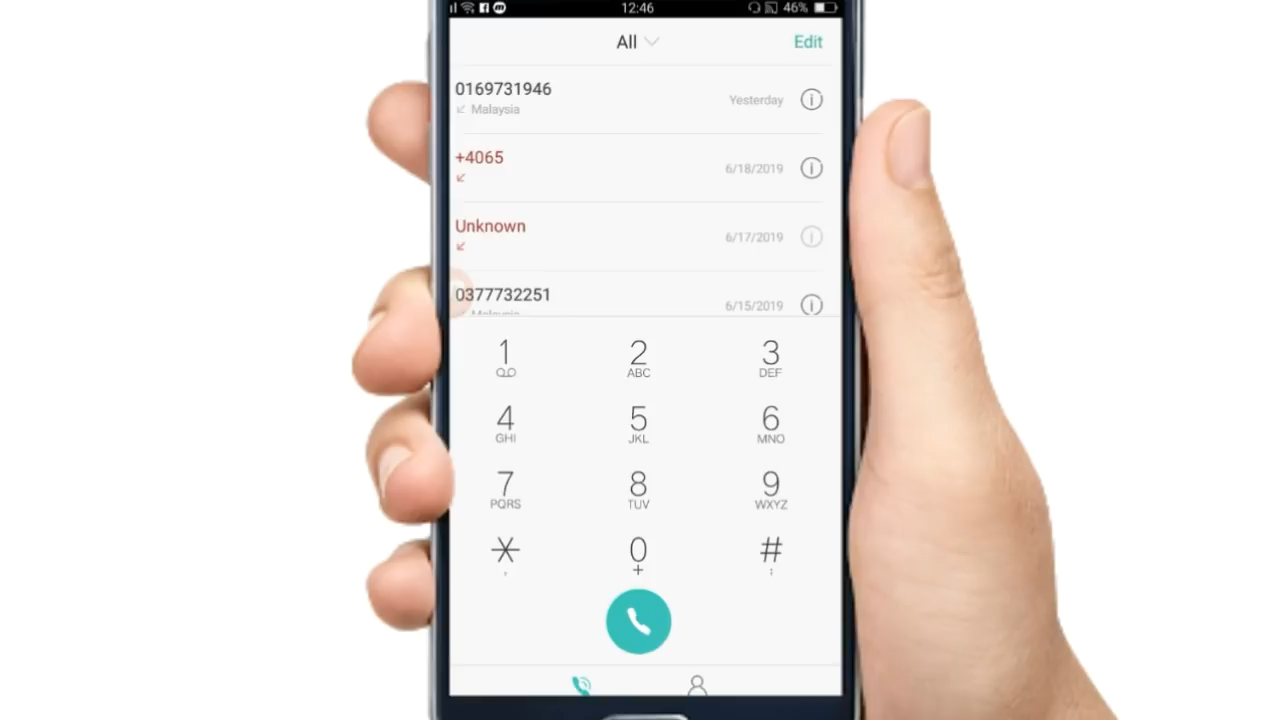 12:46
46%
All
Edit
0169731946
Malaysia
Yesterday
+4065
6/18/2019
Unknown
6/17/2019
0377732251
Malaysia
6/15/2019
1 2 3
ABC DEF
4 5 6
GHI JKL MNO
7 8 9
PQRS TUV WXYZ
* 0 #
, + ;